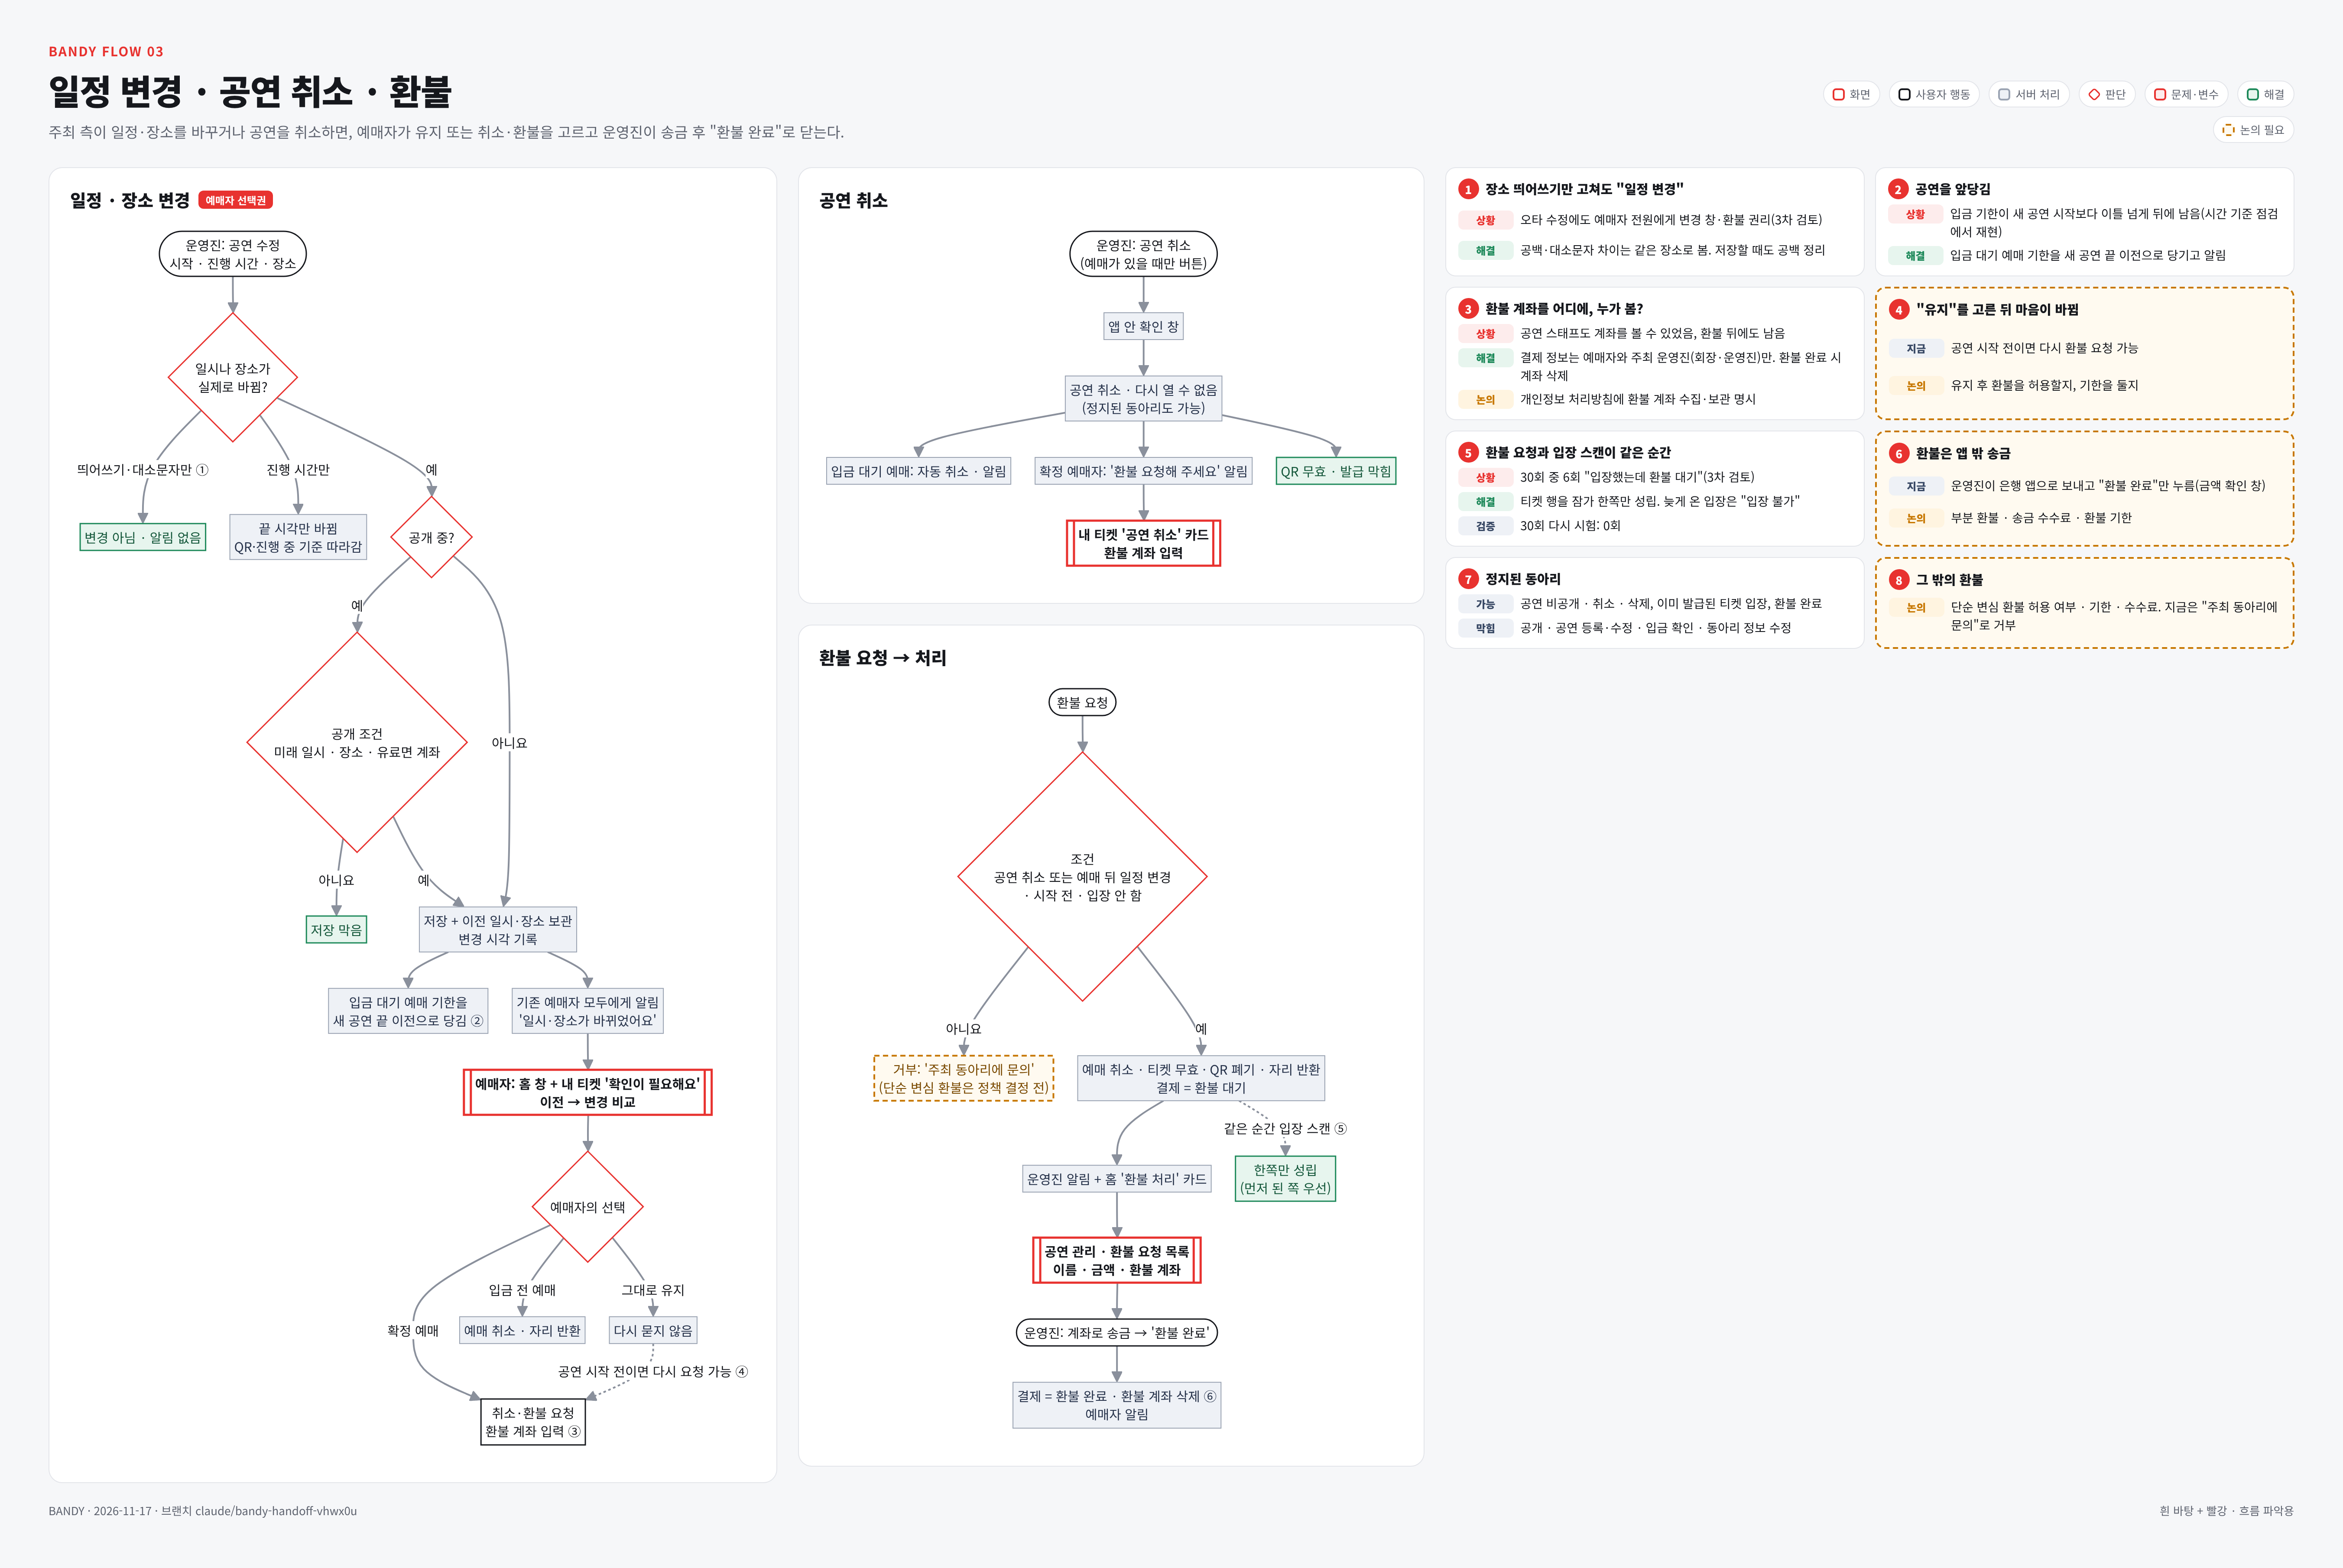 BANDY FLOW 03
일정 변경 · 공연 취소 · 환불
주최 측이 일정·장소를 바꾸거나 공연을 취소하면, 예매자가 유지 또는 취소·환불을 고르고 운영진이 송금 후 "환불 완료"로 닫는다.
화면
사용자 행동
서버 처리
판단
문제·변수
해결
논의 필요
일정 · 장소 변경
예매자 선택권
운영진: 공연 수정
시작 · 진행 시간 · 장소
일시나 장소가
실제로 바뀜?
띄어쓰기·대소문자만 ①
진행 시간만
예
변경 아님 · 알림 없음
끝 시각만 바뀜
QR·진행 중 기준 따라감
공개 중?
예
아니요
공개 조건
미래 일시 · 장소 · 유료면 계좌
아니요
예
저장 막음
저장 + 이전 일시·장소 보관
변경 시각 기록
입금 대기 예매 기한을
새 공연 끝 이전으로 당김 ②
기존 예매자 모두에게 알림
'일시·장소가 바뀌었어요'
예매자: 홈 창 + 내 티켓 '확인이 필요해요'
이전 → 변경 비교
예매자의 선택
입금 전 예매
그대로 유지
확정 예매
예매 취소 · 자리 반환
다시 묻지 않음
공연 시작 전이면 다시 요청 가능 ④
취소·환불 요청
환불 계좌 입력 ③
공연 취소
운영진: 공연 취소
(예매가 있을 때만 버튼)
앱 안 확인 창
공연 취소 · 다시 열 수 없음
(정지된 동아리도 가능)
입금 대기 예매: 자동 취소 · 알림
확정 예매자: '환불 요청해 주세요' 알림
QR 무효 · 발급 막힘
내 티켓 '공연 취소' 카드
환불 계좌 입력
환불 요청 → 처리
환불 요청
조건
공연 취소 또는 예매 뒤 일정 변경
· 시작 전 · 입장 안 함
아니요
예
거부: '주최 동아리에 문의'
(단순 변심 환불은 정책 결정 전)
예매 취소 · 티켓 무효 · QR 폐기 · 자리 반환
결제 = 환불 대기
같은 순간 입장 스캔 ⑤
운영진 알림 + 홈 '환불 처리' 카드
한쪽만 성립
(먼저 된 쪽 우선)
공연 관리 · 환불 요청 목록
이름 · 금액 · 환불 계좌
운영진: 계좌로 송금 → '환불 완료'
결제 = 환불 완료 · 환불 계좌 삭제 ⑥
예매자 알림
1 장소 띄어쓰기만 고쳐도 "일정 변경"
상황 오타 수정에도 예매자 전원에게 변경 창·환불 권리(3차 검토)
해결 공백·대소문자 차이는 같은 장소로 봄. 저장할 때도 공백 정리
2 공연을 앞당김
상황 입금 기한이 새 공연 시작보다 이틀 넘게 뒤에 남음(시간 기준 점검
에서 재현)
해결 입금 대기 예매 기한을 새 공연 끝 이전으로 당기고 알림
3 환불 계좌를 어디에, 누가 봄?
상황 공연 스태프도 계좌를 볼 수 있었음, 환불 뒤에도 남음
해결 결제 정보는 예매자와 주최 운영진(회장·운영진)만. 환불 완료 시
계좌 삭제
논의 개인정보 처리방침에 환불 계좌 수집·보관 명시
4 "유지"를 고른 뒤 마음이 바뀜
지금 공연 시작 전이면 다시 환불 요청 가능
논의 유지 후 환불을 허용할지, 기한을 둘지
5 환불 요청과 입장 스캔이 같은 순간
상황 30회 중 6회 "입장했는데 환불 대기"(3차 검토)
해결 티켓 행을 잠가 한쪽만 성립. 늦게 온 입장은 "입장 불가"
검증 30회 다시 시험: 0회
6 환불은 앱 밖 송금
지금 운영진이 은행 앱으로 보내고 "환불 완료"만 누름(금액 확인 창)
논의 부분 환불 · 송금 수수료 · 환불 기한
7 정지된 동아리
가능 공연 비공개 · 취소 · 삭제, 이미 발급된 티켓 입장, 환불 완료
막힘 공개 · 공연 등록·수정 · 입금 확인 · 동아리 정보 수정
8 그 밖의 환불
논의 단순 변심 환불 허용 여부 · 기한 · 수수료. 지금은 "주최 동아리에
문의"로 거부
BANDY · 2026-11-17 · 브랜치 claude/bandy-handoff-vhwx0u
흰 바탕 + 빨강 · 흐름 파악용